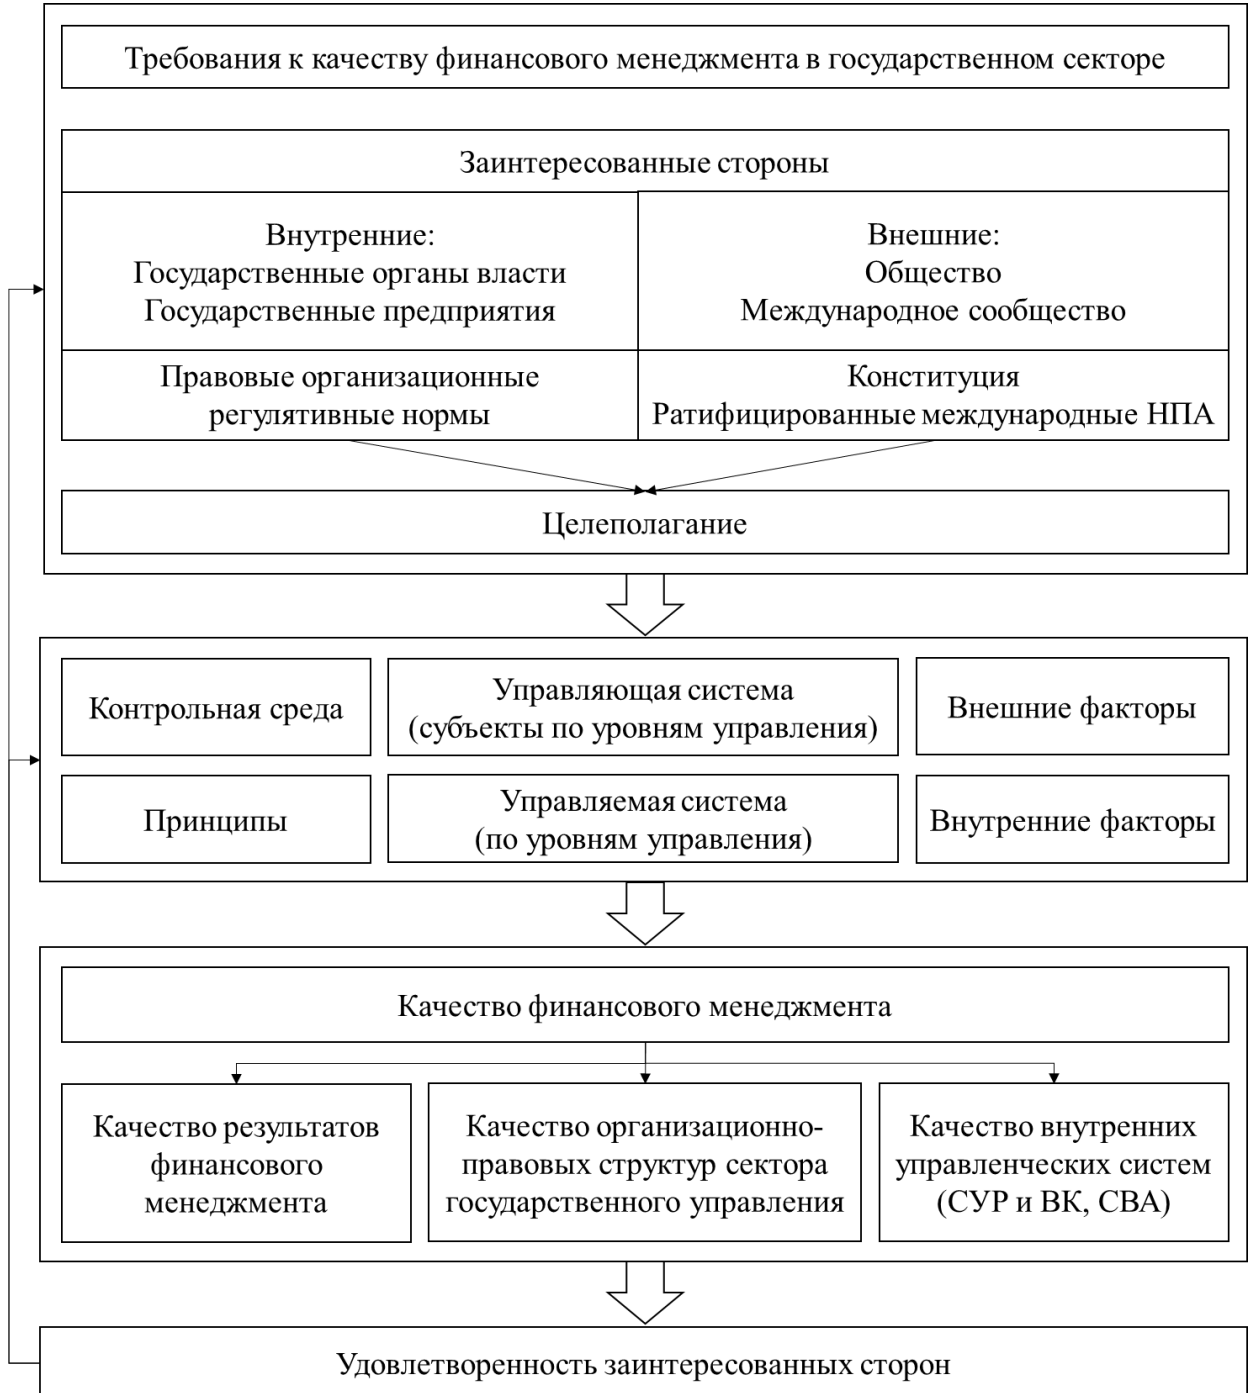 Требования к качеству финансового менеджмента в государственном секторе
Заинтересованные стороны
Внутренние:
Государственные органы власти
Государственные предприятия
Внешние:
Общество
Международное сообщество
Правовые организационные
регулятивные нормы
Конституция
Ратифицированные международные НПА
Целеполагание
Контрольная среда
Управляющая система
(субъекты по уровням управления)
Внешние факторы
Принципы
Управляемая система
(по уровням управления)
Внутренние факторы
Качество финансового менеджмента
Качество результатов
финансового
менеджмента
Качество организационно-
правовых структур сектора
государственного управления
Качество внутренних
управленческих систем
(СУР и ВК, СВА)
Удовлетворенность заинтересованных сторон